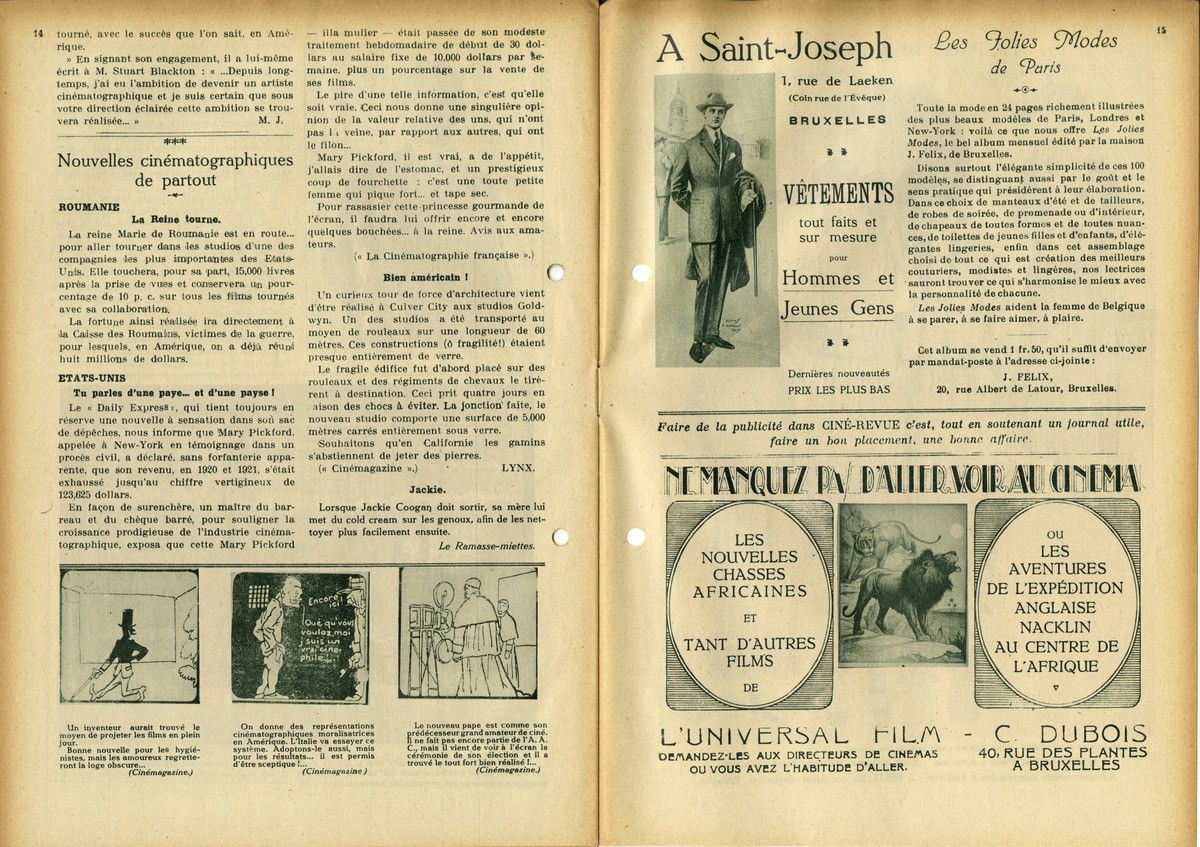 14
tourné, avec le succès que l'on sait, en Amé-
rique.
» En signant son engagement, il a lui-même
écrit à M. Stuart Blackton : « ...Depuis long-
temps, j'ai eu l'ambition de devenir un artiste
cinématographique et je suis certain que sous
votre direction éclairée cette ambition se trou-
vera réalisée... » M. J.
***
Nouvelles cinématographiques
de partout
ROUMANIE
La Reine tourne.
La reine Marie de Roumanie est en route...
pour aller tourner dans les studios d'une des
compagnies les plus importantes des Etats-
Unis. Elle touchera, pour sa part, 15,000 livres
après la prise de vues et conservera un pour-
centage de 10 p. c. sur tous les films tournés
avec sa collaboration.
La fortune ainsi réalisée ira directement à
la Caisse des Roumains, victimes de la guerre,
pour lesquels, en Amérique, on a déjà réuni
huit millions de dollars.
ETATS-UNIS
Tu parles d'une paye... et d'une payse !
Le « Daily Express », qui tient toujours en
réserve une nouvelle à sensation dans son sac
de dépêches, nous informe que Mary Pickford,
appelée à New-York en témoignage dans un
procès civil, a déclaré, sans forfanterie appa-
rente, que son revenu, en 1920 et 1921, s'était
exhaussé jusqu'au chiffre vertigineux de
123,625 dollars.
En façon de surenchère, un maître du bar-
reau et du chèque barré, pour souligner la
croissance prodigieuse de l'industrie cinéma-
tographique, exposa que cette Mary Pickford
— illa mulier — était passée de son modeste
traitement hebdomadaire de début de 30 dol-
lars au salaire fixe de 10,000 dollars par se-
maine, plus un pourcentage sur la vente de
ses films.
Le pire d'une telle information, c'est qu'elle
soit vraie. Ceci nous donne une singulière opi-
nion de la valeur relative des uns, qui n'ont
pas la veine, par rapport aux autres, qui ont
le filon...
Mary Pickford, il est vrai, a de l'appétit,
j'allais dire de l'estomac, et un prestigieux
coup de fourchette : c'est une toute petite
femme qui pique fort... et tape sec.
Pour rassasier cette princesse gourmande de
l'écran, il faudra lui offrir encore et encore
quelques bouchées... à la reine. Avis aux ama-
teurs.
(« La Cinématographie française ».)
Bien américain !
Un curieux tour de force d'architecture vient
d'être réalisé à Culver City aux studios Gold-
wyn. Un des studios a été transporté au
moyen de rouleaux sur une longueur de 60
mètres. Ces constructions (ô fragilité!) étaient
presque entièrement de verre.
Le fragile édifice fut d'abord placé sur des
rouleaux et des régiments de chevaux le tirè-
rent à destination. Ceci prit quatre jours en
raison des chocs à éviter. La jonction faite, le
nouveau studio comporte une surface de 5,000
mètres carrés entièrement sous verre.
Souhaitons qu'en Californie les gamins
s'abstiennent de jeter des pierres.
(« Cinémagazine ».) LYNX.
Jackie.
Lorsque Jackie Coogan doit sortir, sa mère lui
met du cold cream sur les genoux, afin de les net-
toyer plus facilement ensuite.
Le Ramasse-miettes.
Encore
ici
Oui que vous
voulez, moi
j'suis un
vrai ciné-
phile !
Un inventeur aurait trouvé le
moyen de projeter les films en plein
jour.
Bonne nouvelle pour les hygié-
nistes, mais les amoureux regrette-
ront la loge obscure...
(Cinémagazine.)
On donne des représentations
cinématographiques moralisatrices
en Amérique. L'Italie va essayer ce
système. Adoptons-le aussi, mais
pour les résultats... il est permis
d'être sceptique !...
(Cinémagazine)
Le nouveau pape est comme son
prédécesseur grand amateur de ciné.
Il ne fait pas encore partie de l'A. A.
C., mais il vient de voir à l'écran la
cérémonie de son élection et il a
trouvé le tout fort bien réalisé !...
(Cinémagazine.)
15
A Saint-Joseph
1, rue de Laeken
(Coin rue de l'Évêque)
BRUXELLES
VÊTEMENTS
tout faits et
sur mesure
pour
Hommes et
Jeunes Gens
Dernières nouveautés
PRIX LES PLUS BAS
Les Jolies Modes
de Paris
Toute la mode en 24 pages richement illustrées
des plus beaux modèles de Paris, Londres et
New-York : voilà ce que nous offre Les Jolies
Modes, le bel album mensuel édité par la maison
J. Felix, de Bruxelles.
Disons surtout l'élégante simplicité de ces 100
modèles, se distinguant aussi par le goût et le
sens pratique qui présidèrent à leur élaboration.
Dans ce choix de manteaux d'été et de tailleurs,
de robes de soirée, de promenade ou d'intérieur,
de chapeaux de toutes formes et de toutes nuan-
ces, de toilettes de jeunes filles et d'enfants, d'élé-
gantes lingeries, enfin dans cet assemblage
choisi de tout ce qui est création des meilleurs
couturiers, modistes et lingères, nos lectrices
sauront trouver ce qui s'harmonise le mieux avec
la personnalité de chacune.
Les Jolies Modes aident la femme de Belgique
à se parer, à se faire aimer, à plaire.
Cet album se vend 1 fr. 50, qu'il suffit d'envoyer
par mandat-poste à l'adresse ci-jointe :
J. FELIX,
20, rue Albert de Latour, Bruxelles.
Faire de la publicité dans CINÉ-REVUE c'est, tout en soutenant un journal utile,
faire un bon placement, une bonne affaire.
NE MANQUEZ PAS D'ALLER VOIR AU CINEMA
LES
NOUVELLES
CHASSES
AFRICAINES
ET
TANT D'AUTRES
FILMS
DE
OU
LES
AVENTURES
DE L'EXPÉDITION
ANGLAISE
NACKLIN
AU CENTRE DE
L'AFRIQUE
L'UNIVERSAL FILM - C. DUBOIS
DEMANDEZ-LES AUX DIRECTEURS DE CINEMAS
OU VOUS AVEZ L'HABITUDE D'ALLER.
40, RUE DES PLANTES
A BRUXELLES